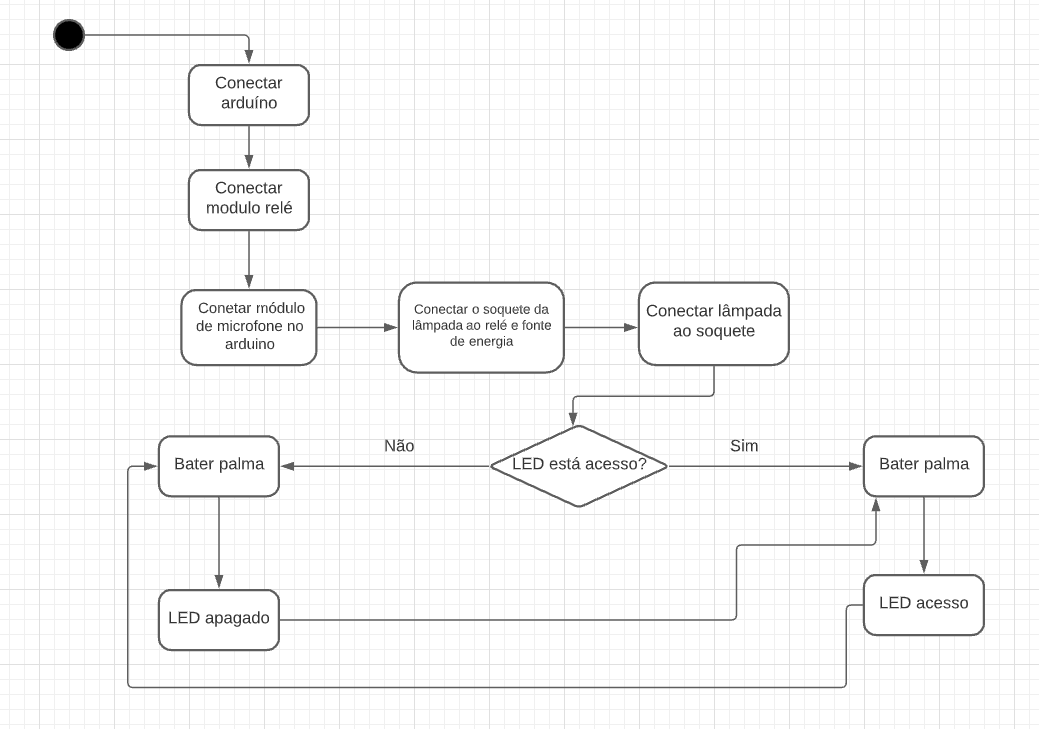 Conectar
arduíno
Conectar
modulo relé
Conetar módulo
de microfone no
arduino
Conectar o soquete da
lâmpada ao relé e fonte
de energia
Conectar lâmpada
ao soquete
Não
Sim
Bater palma
LED está acesso?
Bater palma
LED apagado
LED acesso